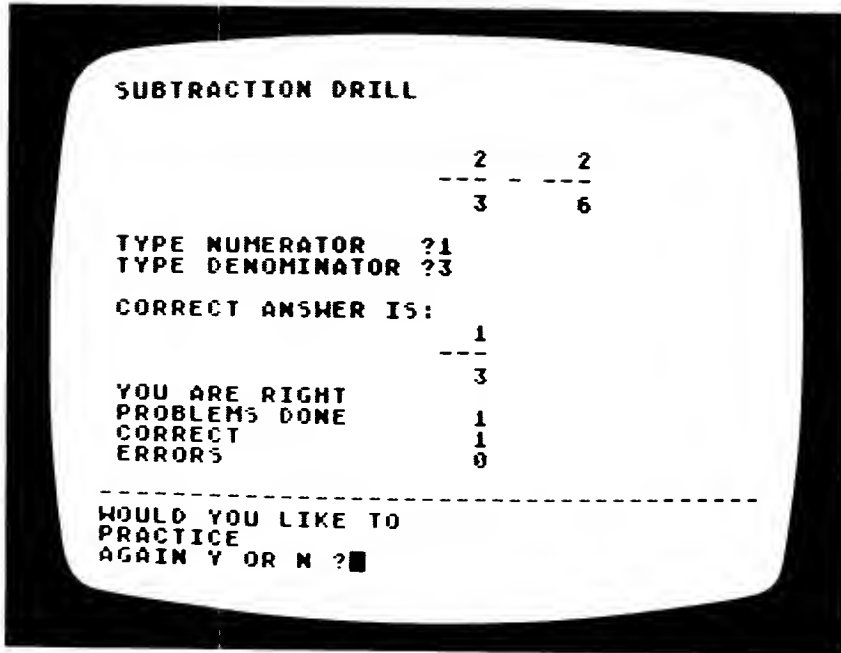 SUBTRACTION DRILL
2 2
--- - ---
3 6
TYPE NUMERATOR ?1
TYPE DENOMINATOR ?3
CORRECT ANSWER IS:
1
---
3
YOU ARE RIGHT
PROBLEMS DONE 1
CORRECT 1
ERRORS 0
--------------------------------------
WOULD YOU LIKE TO
PRACTICE
AGAIN Y OR N ?